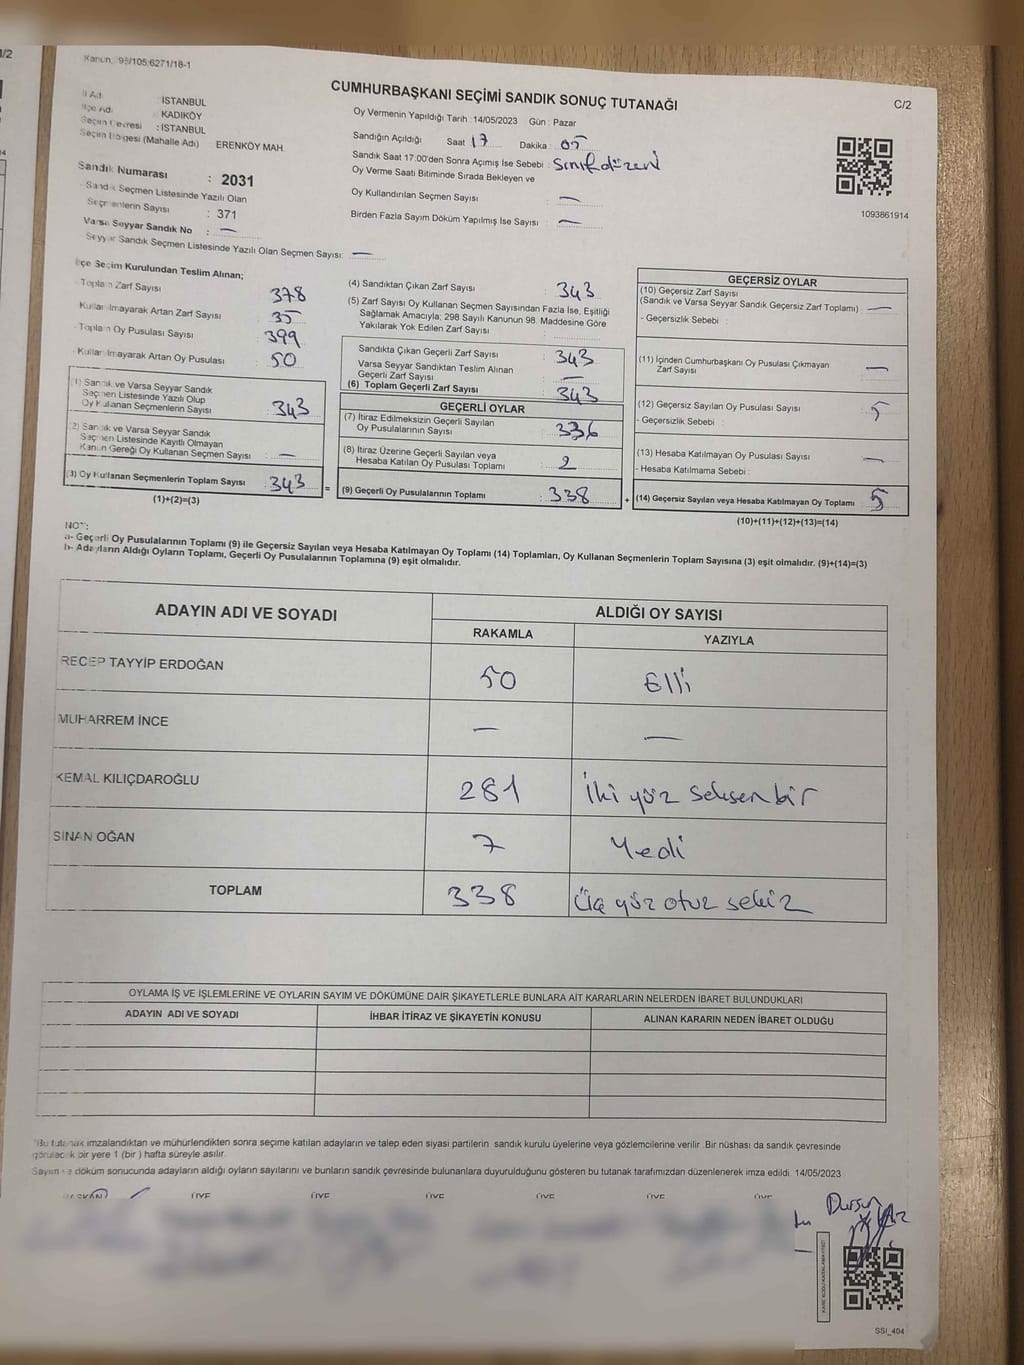 1/2
Kanun: 98/105;6271/18-1
CUMHURBAŞKANI SEÇİMİ SANDIK SONUÇ TUTANAĞI
C/2
İl Adı : İSTANBUL
İlçe Adı : KADIKÖY
Seçim Çevresi : İSTANBUL
Seçim Bölgesi (Mahalle Adı) ERENKÖY MAH.
Sandık Numarası : 2031
Sandık Seçmen Listesinde Yazılı Olan
Seçmenlerin Sayısı : 371
Varsa Seyyar Sandık No : —
Seyyar Sandık Seçmen Listesinde Yazılı Olan Seçmen Sayısı: —
Oy Vermenin Yapıldığı Tarih : 14/05/2023 Gün : Pazar
Sandığın Açıldığı Saat 17 Dakika : 05
Sandık Saat 17:00'den Sonra Açımış İse Sebebi : Sınıf düzeni
Oy Verme Saati Bitiminde Sırada Bekleyen ve
Oy Kullandırılan Seçmen Sayısı : —
Birden Fazla Sayım Döküm Yapılmış İse Sayısı : —
1093861914
İlçe Seçim Kurulundan Teslim Alınan;
Toplam Zarf Sayısı 378
Kullanılmayarak Artan Zarf Sayısı 35
Toplam Oy Pusulası Sayısı 399
Kullanılmayarak Artan Oy Pusulası 50
(1) Sandık ve Varsa Seyyar Sandık
Seçmen Listesinde Yazılı Olup
Oy Kullanan Seçmenlerin Sayısı : 343
(2) Sandık ve Varsa Seyyar Sandık
Seçmen Listesinde Kayıtlı Olmayan
Kanun Gereği Oy Kullanan Seçmen Sayısı : —
(3) Oy Kullanan Seçmenlerin Toplam Sayısı : 343 =
(1)+(2)=(3)
(4) Sandıktan Çıkan Zarf Sayısı : 343
(5) Zarf Sayısı Oy Kullanan Seçmen Sayısından Fazla İse, Eşitliği
Sağlamak Amacıyla; 298 Sayılı Kanunun 98. Maddesine Göre
Yakılarak Yok Edilen Zarf Sayısı :
Sandıkta Çıkan Geçerli Zarf Sayısı : 343
Varsa Seyyar Sandıktan Teslim Alınan
Geçerli Zarf Sayısı : —
(6) Toplam Geçerli Zarf Sayısı : 343
GEÇERLİ OYLAR
(7) İtiraz Edilmeksizin Geçerli Sayılan
Oy Pusulalarının Sayısı : 336
(8) İtiraz Üzerine Geçerli Sayılan veya
Hesaba Katılan Oy Pusulası Toplamı : 2
(9) Geçerli Oy Pusulalarının Toplamı : 338 +
GEÇERSİZ OYLAR
(10) Geçersiz Zarf Sayısı
(Sandık ve Varsa Seyyar Sandık Geçersiz Zarf Toplamı) : —
- Geçersizlik Sebebi :
(11) İçinden Cumhurbaşkanı Oy Pusulası Çıkmayan
Zarf Sayısı : —
(12) Geçersiz Sayılan Oy Pusulası Sayısı : 5
- Geçersizlik Sebebi :
(13) Hesaba Katılmayan Oy Pusulası Sayısı : —
- Hesaba Katılmama Sebebi :
(14) Geçersiz Sayılan veya Hesaba Katılmayan Oy Toplamı : 5
(10)+(11)+(12)+(13)=(14)
NOT:
a- Geçerli Oy Pusulalarının Toplamı (9) ile Geçersiz Sayılan veya Hesaba Katılmayan Oy Toplamı (14) Toplamları, Oy Kullanan Seçmenlerin Toplam Sayısına (3) eşit olmalıdır. (9)+(14)=(3)
b- Adayların Aldığı Oyların Toplamı, Geçerli Oy Pusulalarının Toplamına (9) eşit olmalıdır.
ADAYIN ADI VE SOYADI ALDIĞI OY SAYISI
RAKAMLA YAZIYLA
RECEP TAYYİP ERDOĞAN 50 Elli
MUHARREM İNCE — —
KEMAL KILIÇDAROĞLU 281 İki yüz seksen bir
SİNAN OĞAN 7 Yedi
TOPLAM 338 Üç yüz otuz sekiz
OYLAMA İŞ VE İŞLEMLERİNE VE OYLARIN SAYIM VE DÖKÜMÜNE DAİR ŞİKAYETLERLE BUNLARA AİT KARARLARIN NELERDEN İBARET BULUNDUKLARI
ADAYIN ADI VE SOYADI İHBAR İTİRAZ VE ŞİKAYETİN KONUSU ALINAN KARARIN NEDEN İBARET OLDUĞU
*Bu tutanak imzalandıktan ve mühürlendikten sonra seçime katılan adayların ve talep eden siyasi partilerin sandık kurulu üyelerine veya gözlemcilerine verilir. Bir nüshası da sandık çevresinde
görülecek bir yere 1 (bir) hafta süreyle asılır.
Sayım ve döküm sonucunda adayların aldığı oyların sayılarını ve bunların sandık çevresinde bulunanlara duyurulduğunu gösteren bu tutanak tarafımızdan düzenlenerek imza edildi. 14/05/2023
BAŞKAN ÜYE ÜYE ÜYE ÜYE ÜYE ÜYE
Dursun
SSI_404